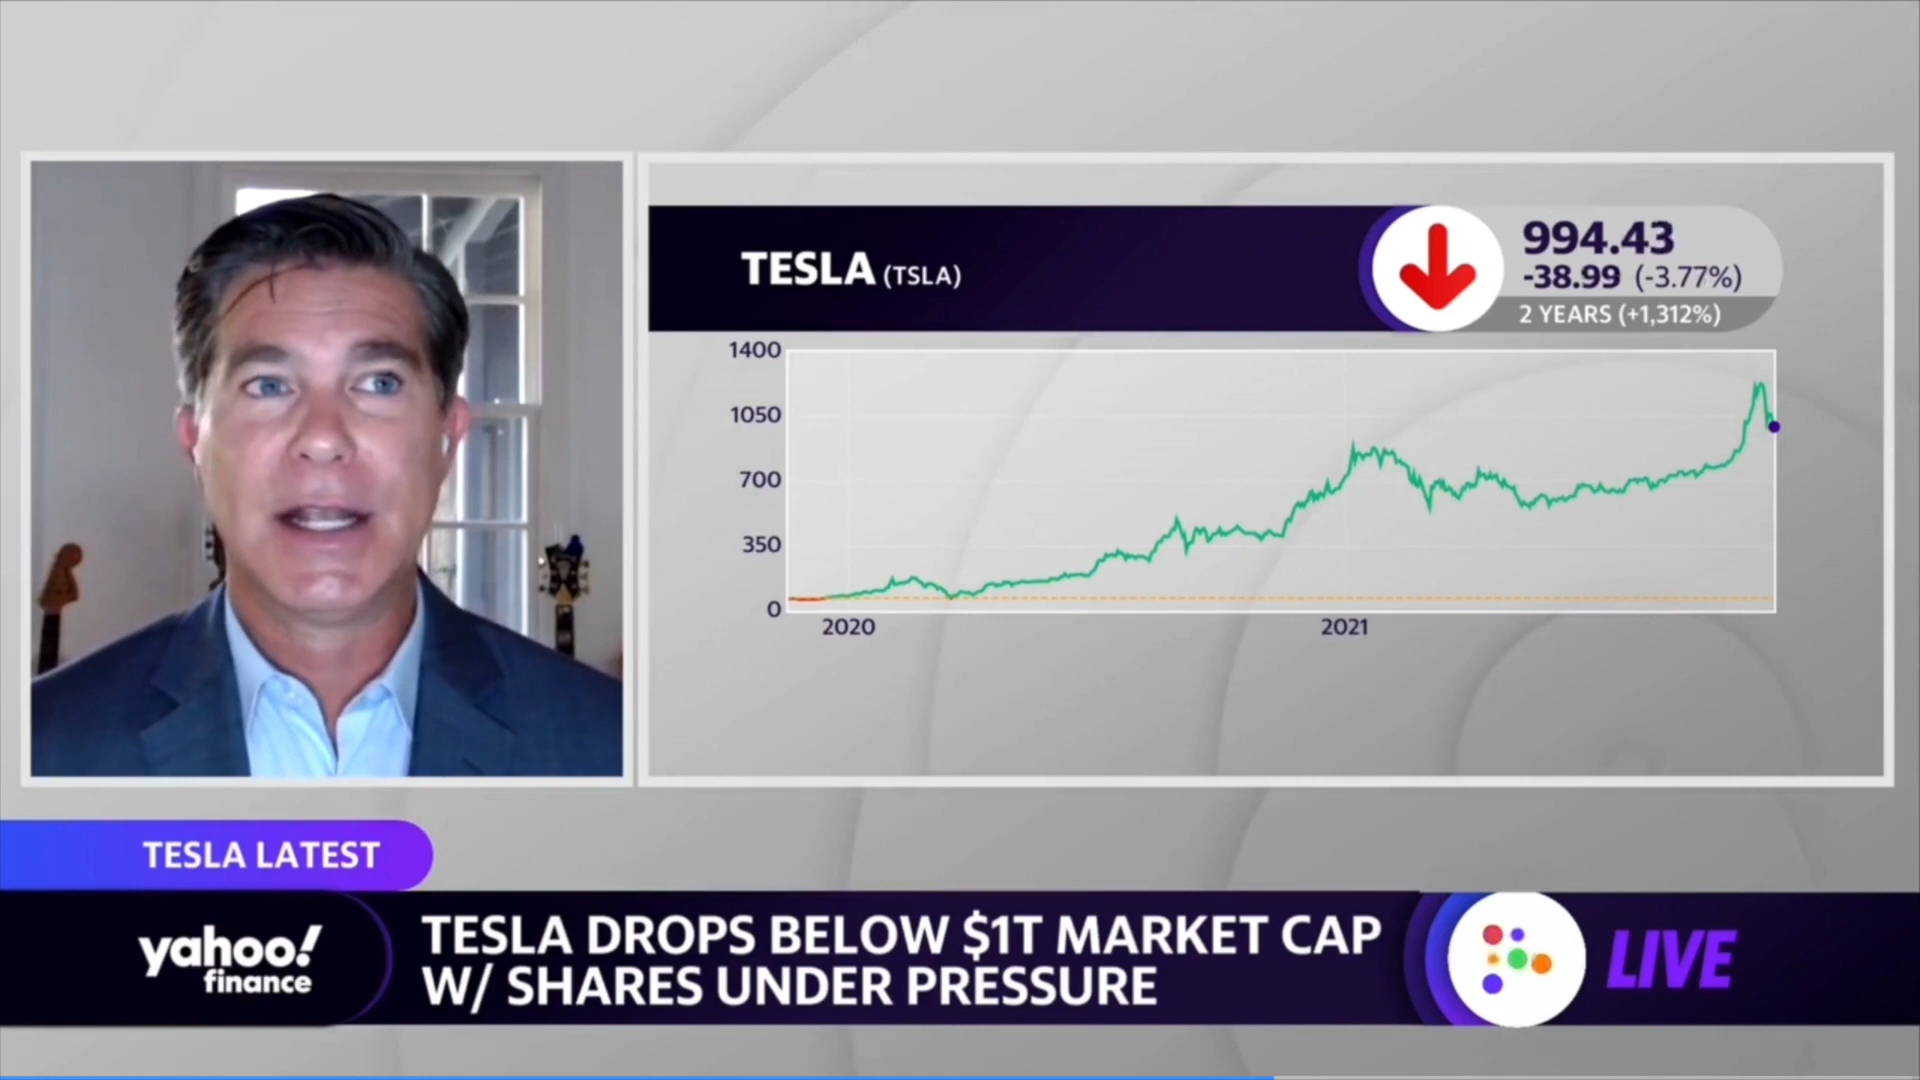 TESLA (TSLA)
994.43
-38.99 (-3.77%)
2 YEARS (+1,312%)
1400
1050
700
350
0
2020
2021
TESLA LATEST
yahoo!
finance
TESLA DROPS BELOW $1T MARKET CAP
W/ SHARES UNDER PRESSURE
LIVE